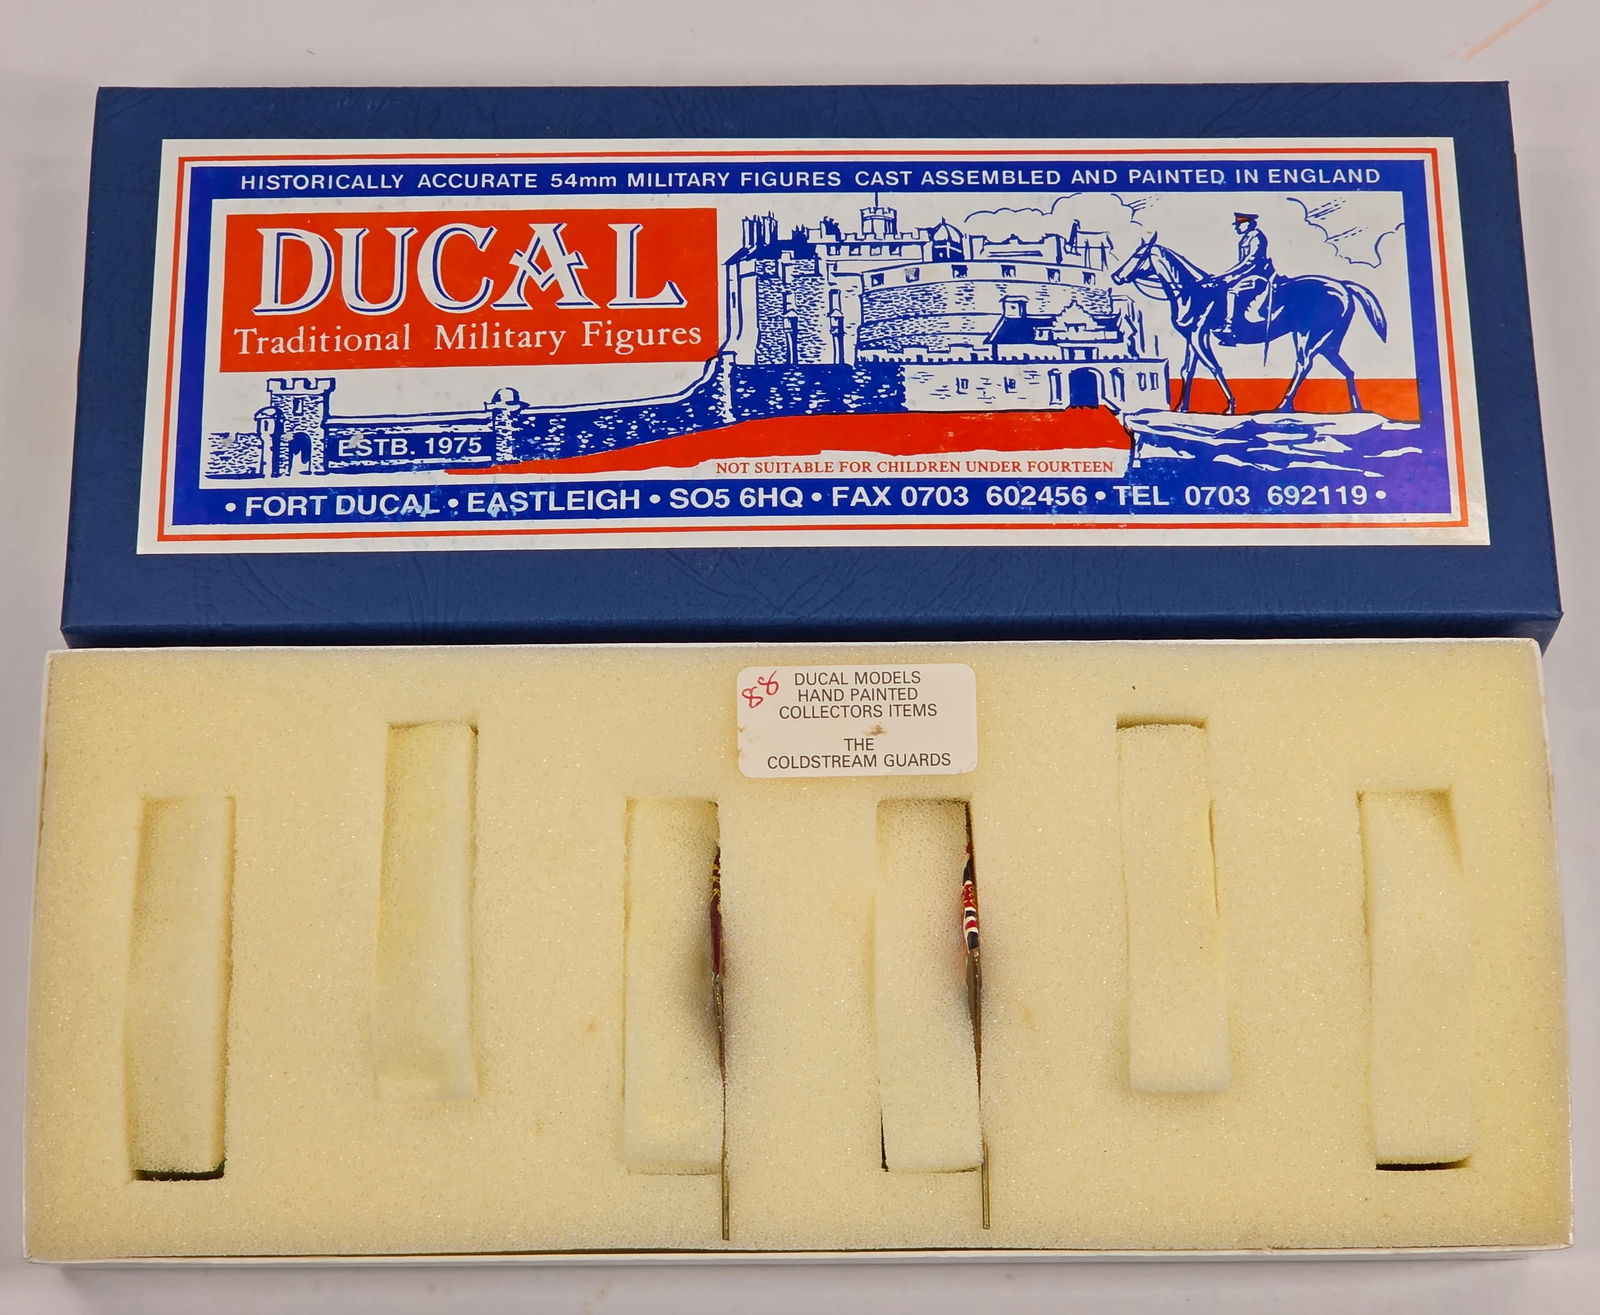 HISTORICALLY ACCURATE 54mm MILITARY FIGURES CAST ASSEMBLED AND PAINTED IN ENGLAND
DUCAL
Traditional Military Figures
ESTB. 1975
NOT SUITABLE FOR CHILDREN UNDER FOURTEEN
• FORT DUCAL • EASTLEIGH • SO5 6HQ • FAX 0703 602456 • TEL 0703 692119 •
88
DUCAL MODELS
HAND PAINTED
COLLECTORS ITEMS
THE
COLDSTREAM GUARDS